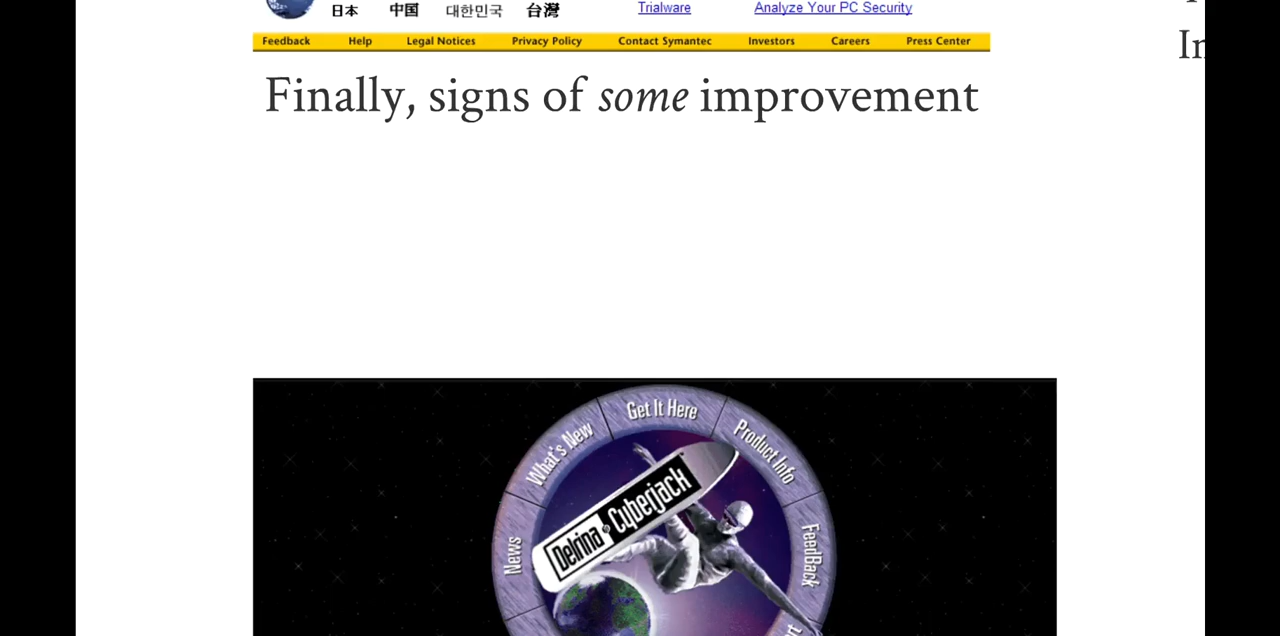 日本 中国 대한민국 台灣 Trialware Analyze Your PC Security
In
Feedback Help Legal Notices Privacy Policy Contact Symantec Investors Careers Press Center
Finally, signs of some improvement
Get It Here
What's New
Product Info
Delrina Cyberjack
News
FeedBack